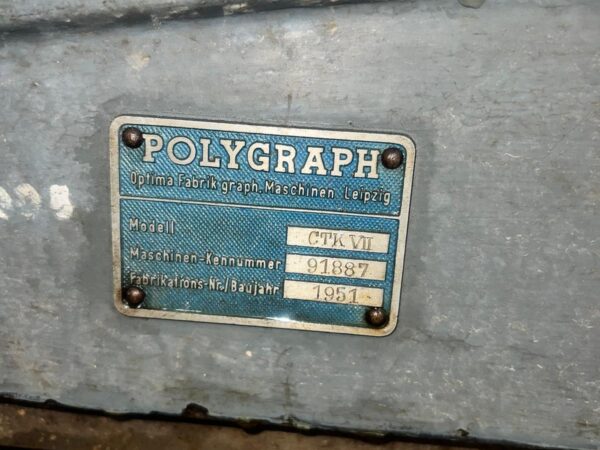 POLYGRAPH
Optima Fabrik graph. Maschinen Leipzig
Modell CTK VII
Maschinen-Kennummer 91887
Fabrikations-Nr./Baujahr 1951